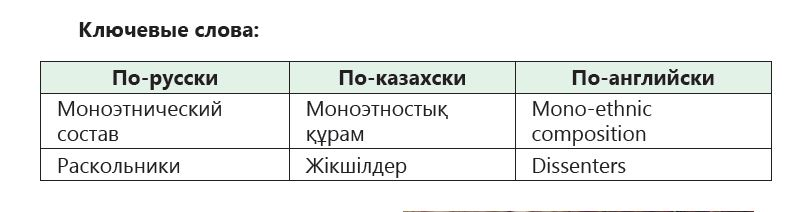 Ключевые слова:
По-русски По-казахски По-английски
Моноэтнический Моноэтностық Mono-ethnic
состав құрам composition
Раскольники Жікшілдер Dissenters